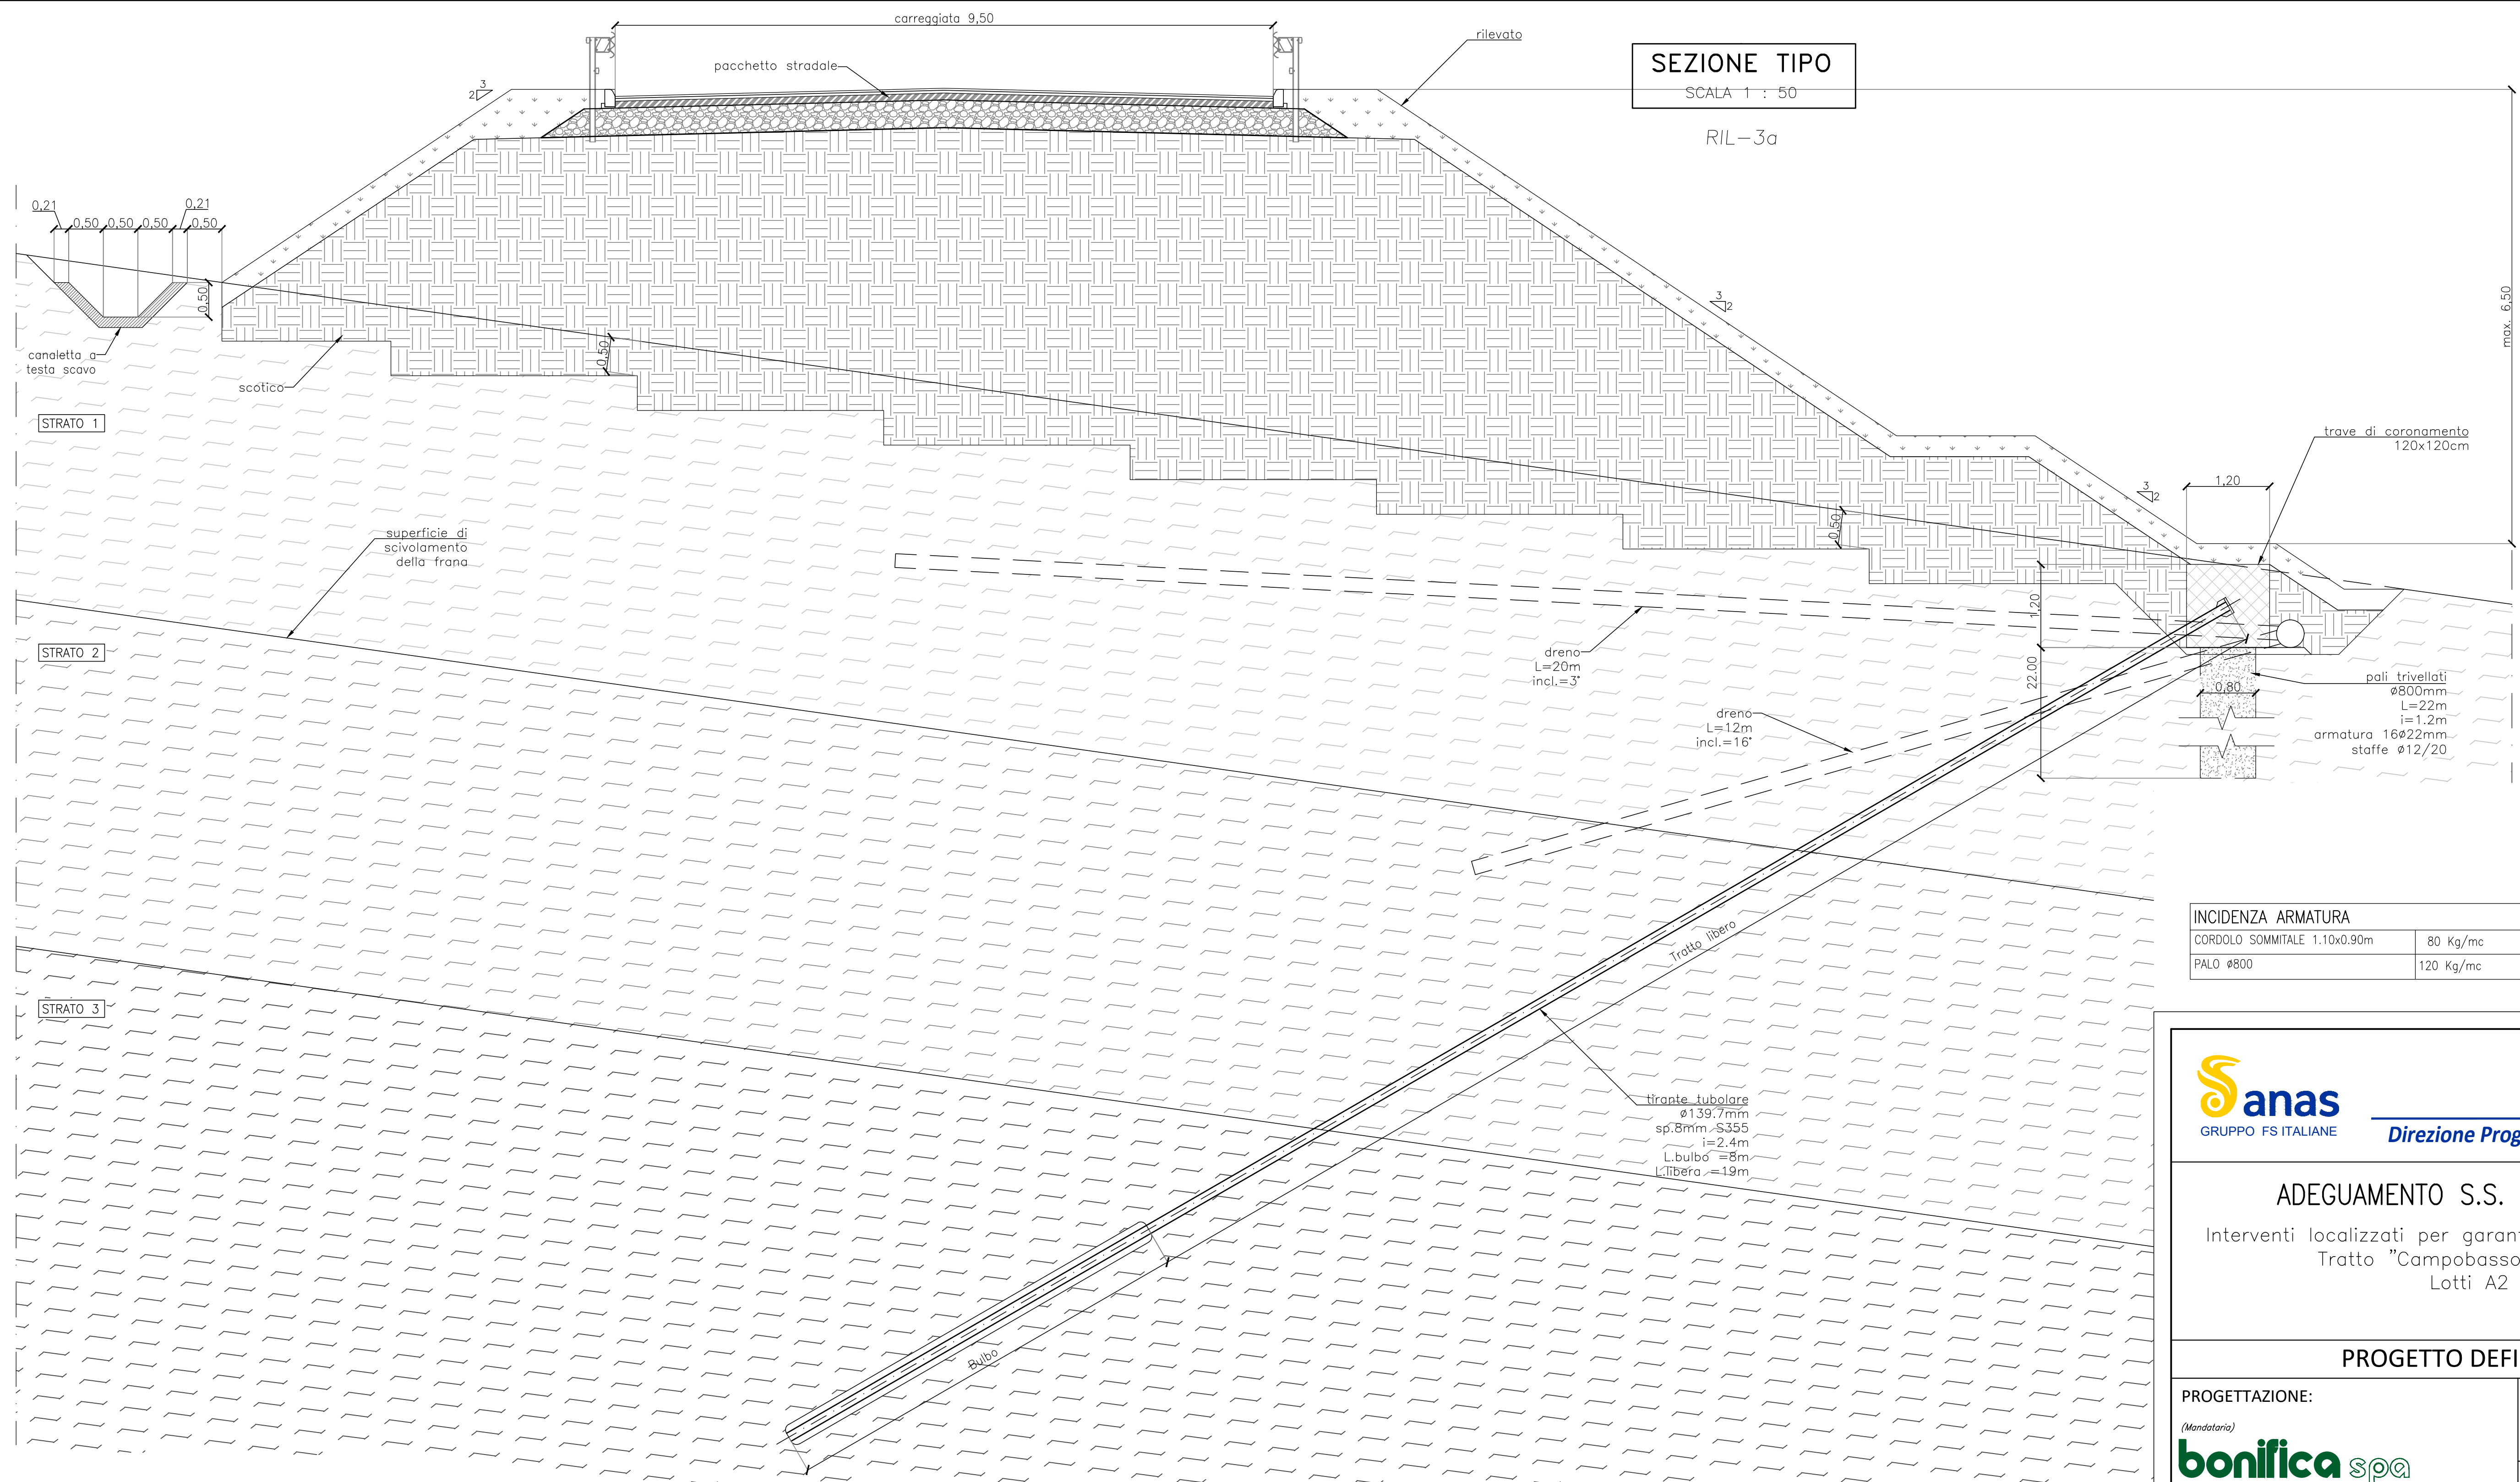 carreggiata 9,50
rilevato
pacchetto stradale
SEZIONE TIPO
SCALA 1 : 50
RIL-3a
3
2
0,21
0,50
0,50
0,50
0,21
0,50
0,50
canaletta a
testa scavo
scotico
0,50
3
2
max. 6,50
STRATO 1
trave di coronamento
120x120cm
1,20
3
2
0,50
superficie di
scivolamento
della frana
1,20
STRATO 2
dreno
L=20m
incl.=3°
22.00
0,80
pali trivellati
ø800mm
L=22m
i=1.2m
armatura 16ø22mm
staffe ø12/20
dreno
L=12m
incl.=16°
Tratto libero
INCIDENZA ARMATURA
CORDOLO SOMMITALE 1.10x0.90m 80 Kg/mc
PALO ø800 120 Kg/mc
STRATO 3
tirante tubolare
ø139.7mm
sp.8mm S355
i=2.4m
L.bulbo =8m
L.libera =19m
Bulbo
anas
GRUPPO FS ITALIANE
Direzione Prog
ADEGUAMENTO S.S.
Interventi localizzati per garant
Tratto "Campobasso
Lotti A2
PROGETTO DEFI
PROGETTAZIONE:
(Mandataria)
bonifica spa